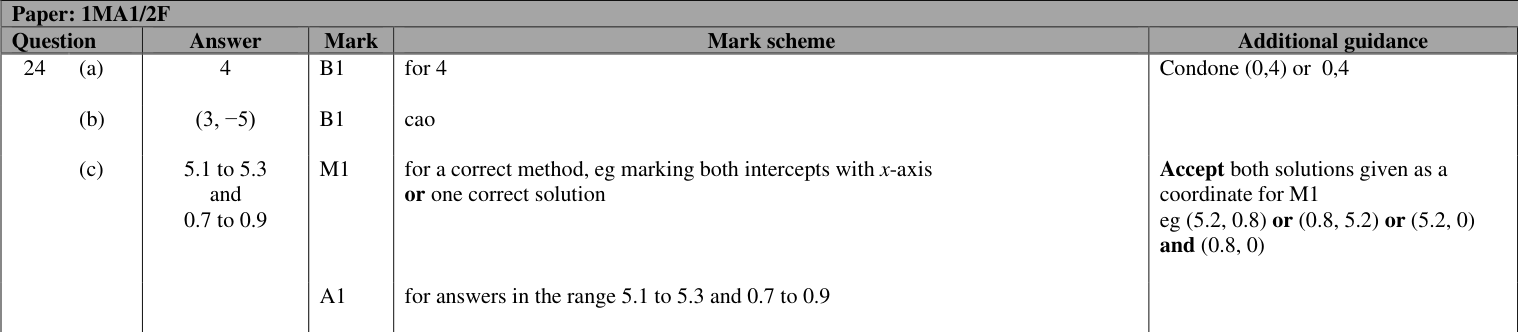 Paper: 1MA1/2F
Question Answer Mark Mark scheme Additional guidance
24 (a) 4 B1 for 4 Condone (0,4) or 0,4
(b) (3, −5) B1 cao
(c) 5.1 to 5.3 M1 for a correct method, eg marking both intercepts with x-axis Accept both solutions given as a
and or one correct solution coordinate for M1
0.7 to 0.9 eg (5.2, 0.8) or (0.8, 5.2) or (5.2, 0)
and (0.8, 0)
A1 for answers in the range 5.1 to 5.3 and 0.7 to 0.9